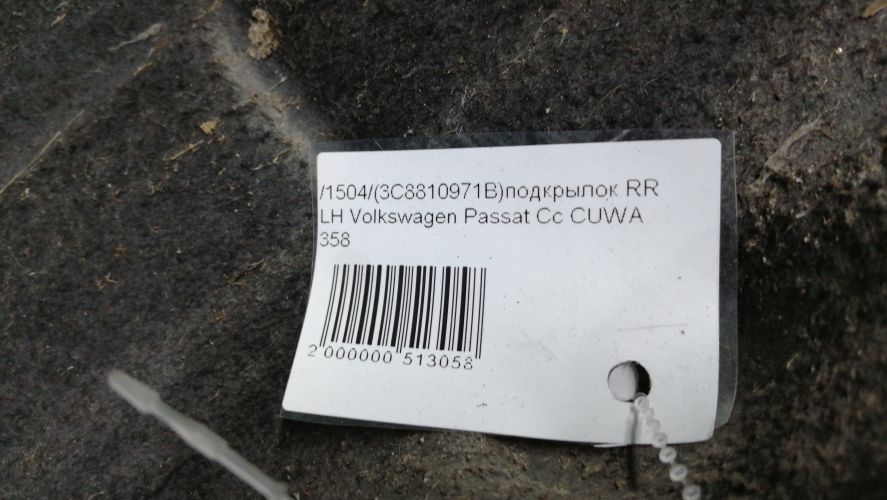 /1504/(3C8810971B)подкрылок RR
LH Volkswagen Passat Cc CUWA
358
2 000000 513058